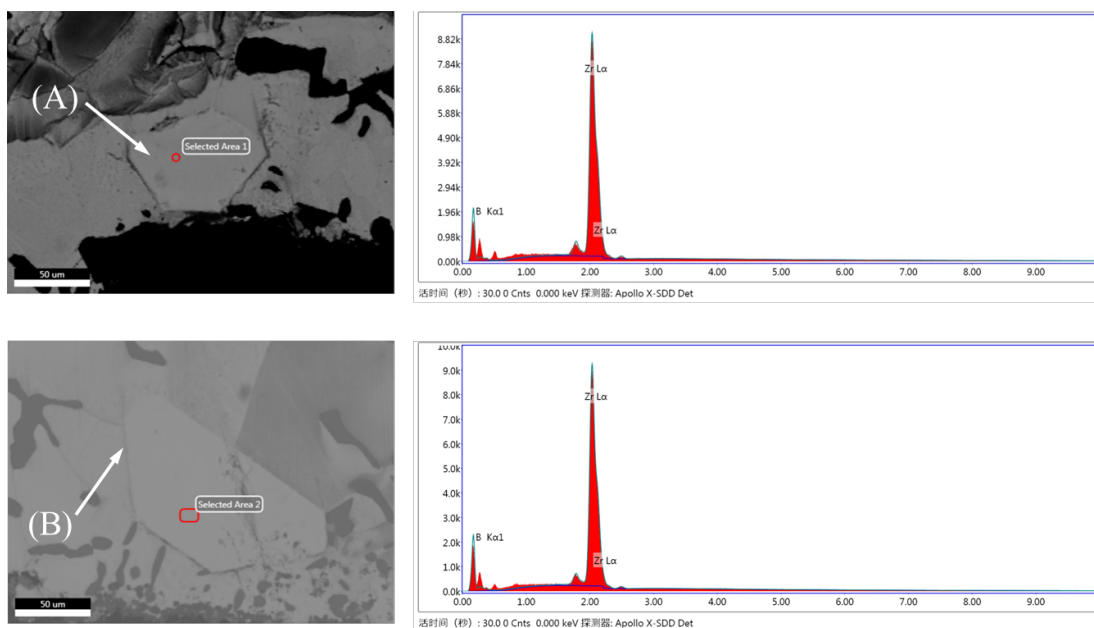 (A)
Selected Area 1
50 um
8.82k
7.84k
6.86k
5.88k
4.90k
3.92k
2.94k
1.96k
0.98k
0.00k
Zr Lα
B Kα1
Zr Lα
0.00 1.00 2.00 3.00 4.00 5.00 6.00 7.00 8.00 9.00
活时间（秒）: 30.0 0 Cnts 0.000 keV 探测器: Apollo X-SDD Det
(B)
Selected Area 2
50 um
10.0k
9.0k
8.0k
7.0k
6.0k
5.0k
4.0k
3.0k
2.0k
1.0k
0.0k
Zr Lα
B Kα1
Zr Lα
0.00 1.00 2.00 3.00 4.00 5.00 6.00 7.00 8.00 9.00
活时间（秒）: 30.0 0 Cnts 0.000 keV 探测器: Apollo X-SDD Det